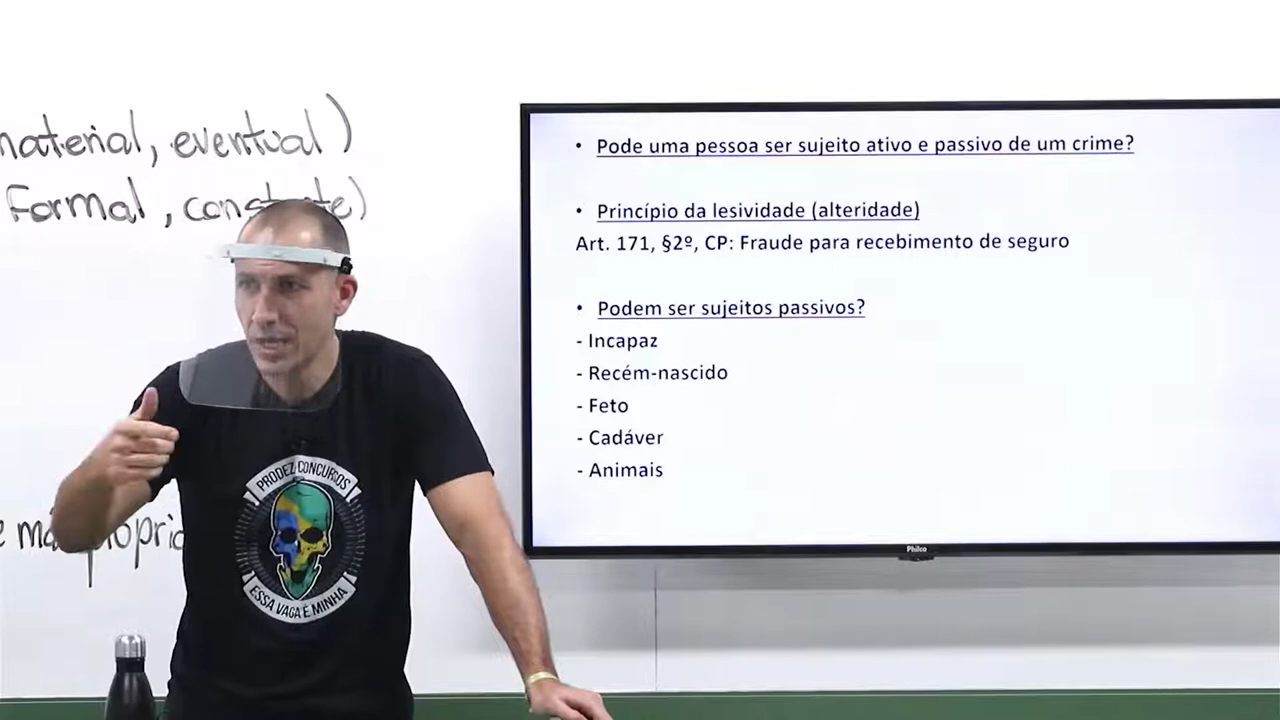 material, eventual)
Formal, constante)
• Pode uma pessoa ser sujeito ativo e passivo de um crime?
• Princípio da lesividade (alteridade)
Art. 171, §2º, CP: Fraude para recebimento de seguro
• Podem ser sujeitos passivos?
- Incapaz
- Recém-nascido
- Feto
- Cadáver
- Animais
Philco
PRODEZ CONCURSOS
ESSA VAGA É MINHA